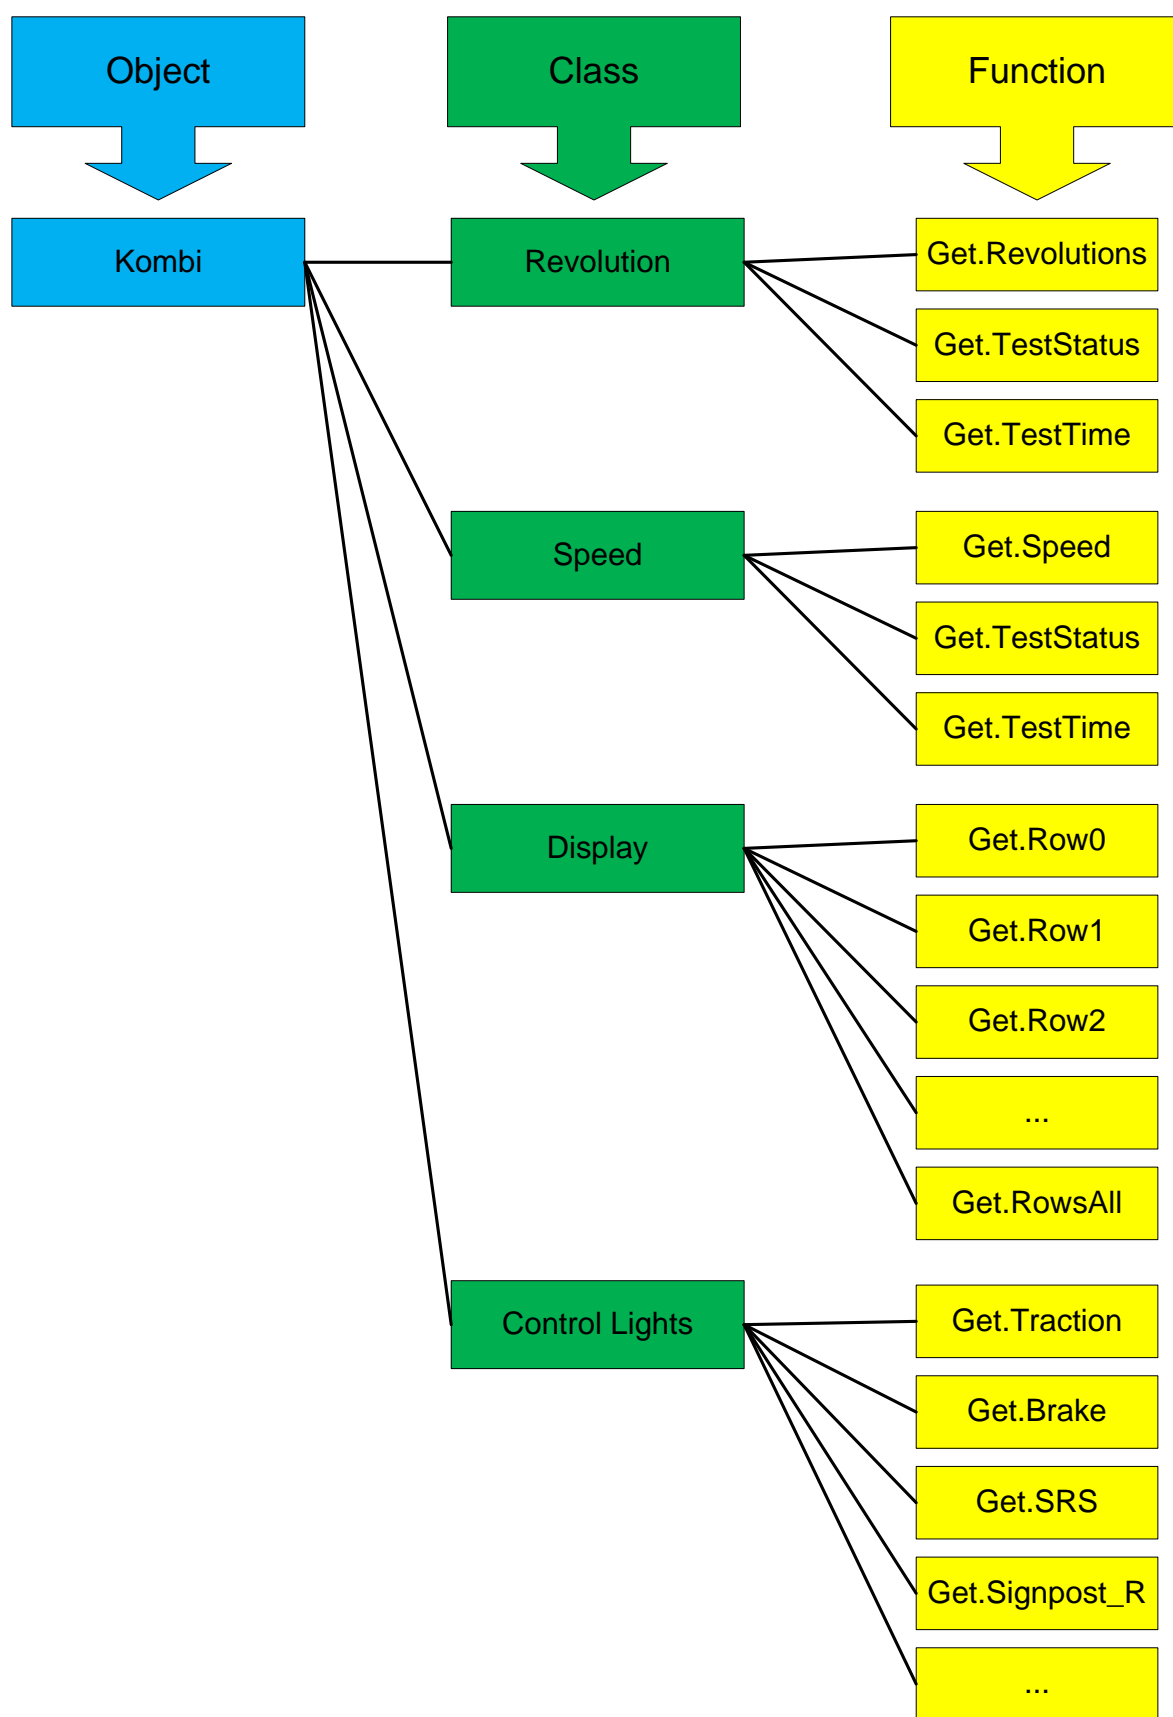 Object
Class
Function
Kombi
Revolution
Get.Revolutions
Get.TestStatus
Get.TestTime
Speed
Get.Speed
Get.TestStatus
Get.TestTime
Display
Get.Row0
Get.Row1
Get.Row2
...
Get.RowsAll
Control Lights
Get.Traction
Get.Brake
Get.SRS
Get.Signpost_R
...